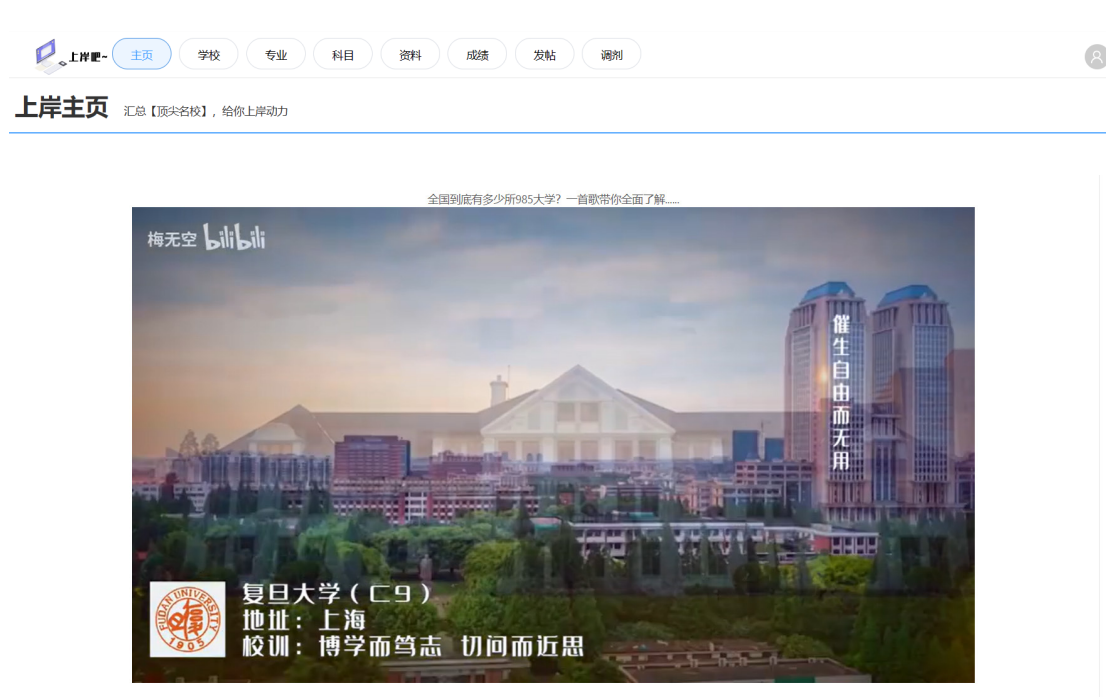 上岸吧~ 主页 学校 专业 科目 资料 成绩 发帖 调剂
上岸主页 汇总【顶尖名校】，给你上岸动力
全国到底有多少所985大学？一首歌带你全面了解......
梅无空 bilibili
催生自由而无用
FUDAN UNIVERSITY
1905
复旦大学（C9）
地址：上海
校训：博学而笃志 切问而近思